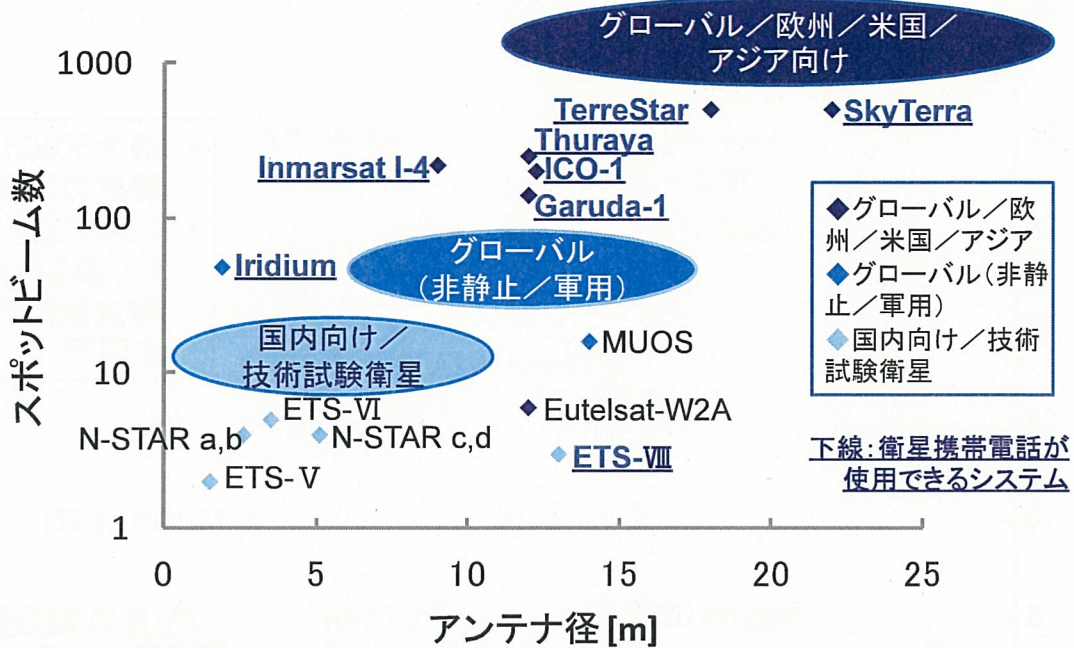 グローバル／欧州／米国／
アジア向け
1000
TerreStar
SkyTerra
Thuraya
Inmarsat I-4
ICO-1
Garuda-1
100
◆グローバル／欧
州／米国／アジア
◆グローバル（非静
止／軍用）
◆国内向け／技術
試験衛星
Iridium
グローバル
（非静止／軍用）
国内向け／
技術試験衛星
MUOS
10
ETS-Ⅵ
Eutelsat-W2A
N-STAR a,b
N-STAR c,d
ETS-Ⅷ
下線：衛星携帯電話が
使用できるシステム
ETS-Ⅴ
1
スポットビーム数
0 5 10 15 20 25
アンテナ径[m]